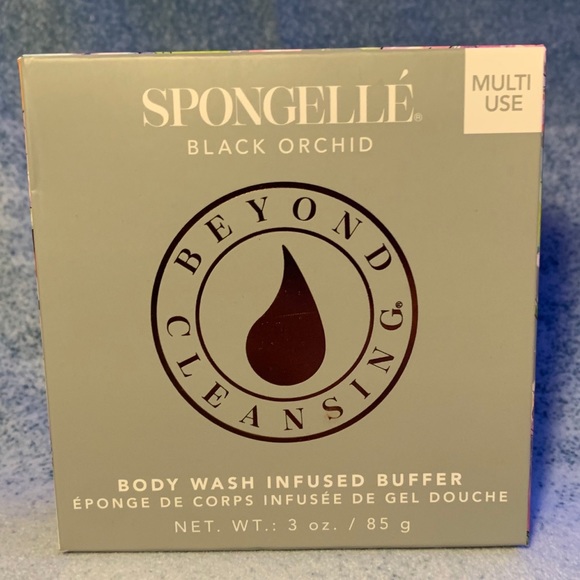 SPONGELLÉ®
MULTI
USE
BLACK ORCHID
BEYOND
CLEANSING®
BODY WASH INFUSED BUFFER
ÉPONGE DE CORPS INFUSÉE DE GEL DOUCHE
NET. WT.: 3 oz. / 85 g